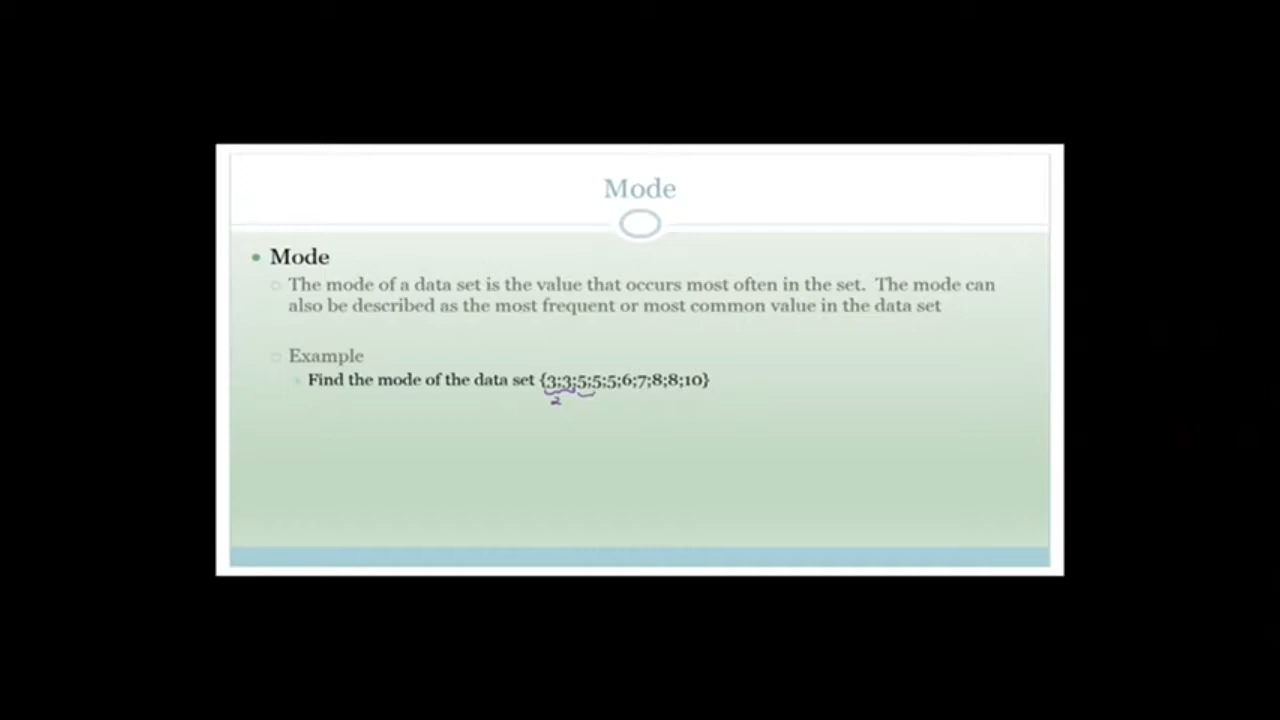 Mode
Mode
The mode of a data set is the value that occurs most often in the set. The mode can
also be described as the most frequent or most common value in the data set
Example
Find the mode of the data set {3;3;5;5;5;6;7;8;8;10}
2